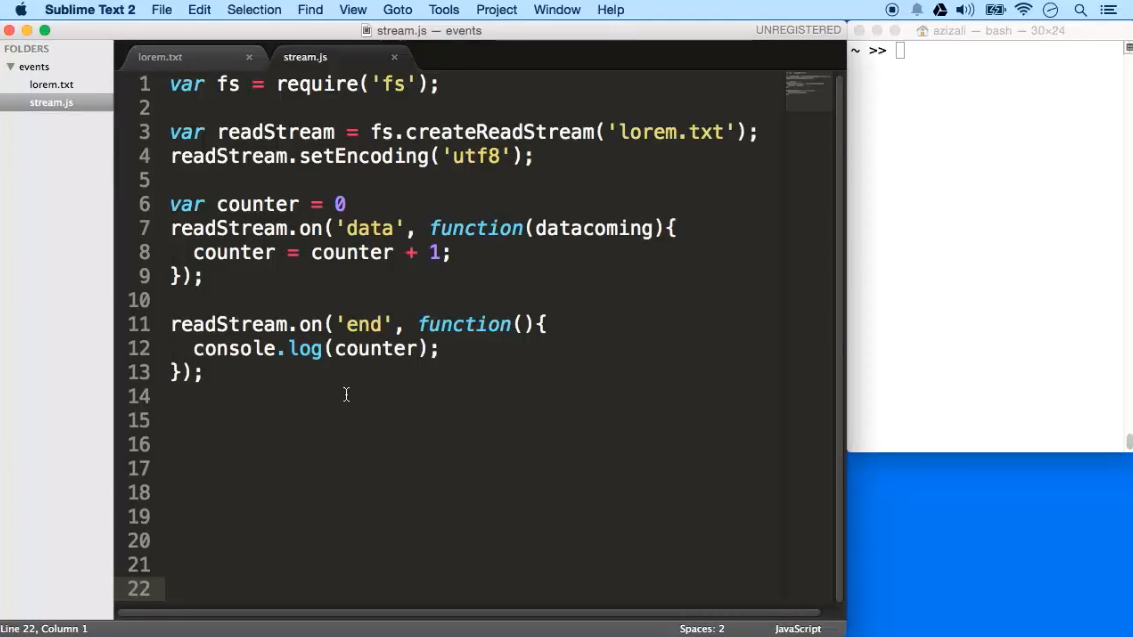 Sublime Text 2 File Edit Selection Find View Goto Tools Project Window Help
stream.js — events UNREGISTERED
azizali — bash — 30×24
FOLDERS
events
lorem.txt
stream.js
lorem.txt × stream.js ×
1 var fs = require('fs');
2
3 var readStream = fs.createReadStream('lorem.txt');
4 readStream.setEncoding('utf8');
5
6 var counter = 0
7 readStream.on('data', function(datacoming){
8 counter = counter + 1;
9 });
10
11 readStream.on('end', function(){
12 console.log(counter);
13 });
14
15
16
17
18
19
20
21
22
~ >>
Line 22, Column 1 Spaces: 2 JavaScript